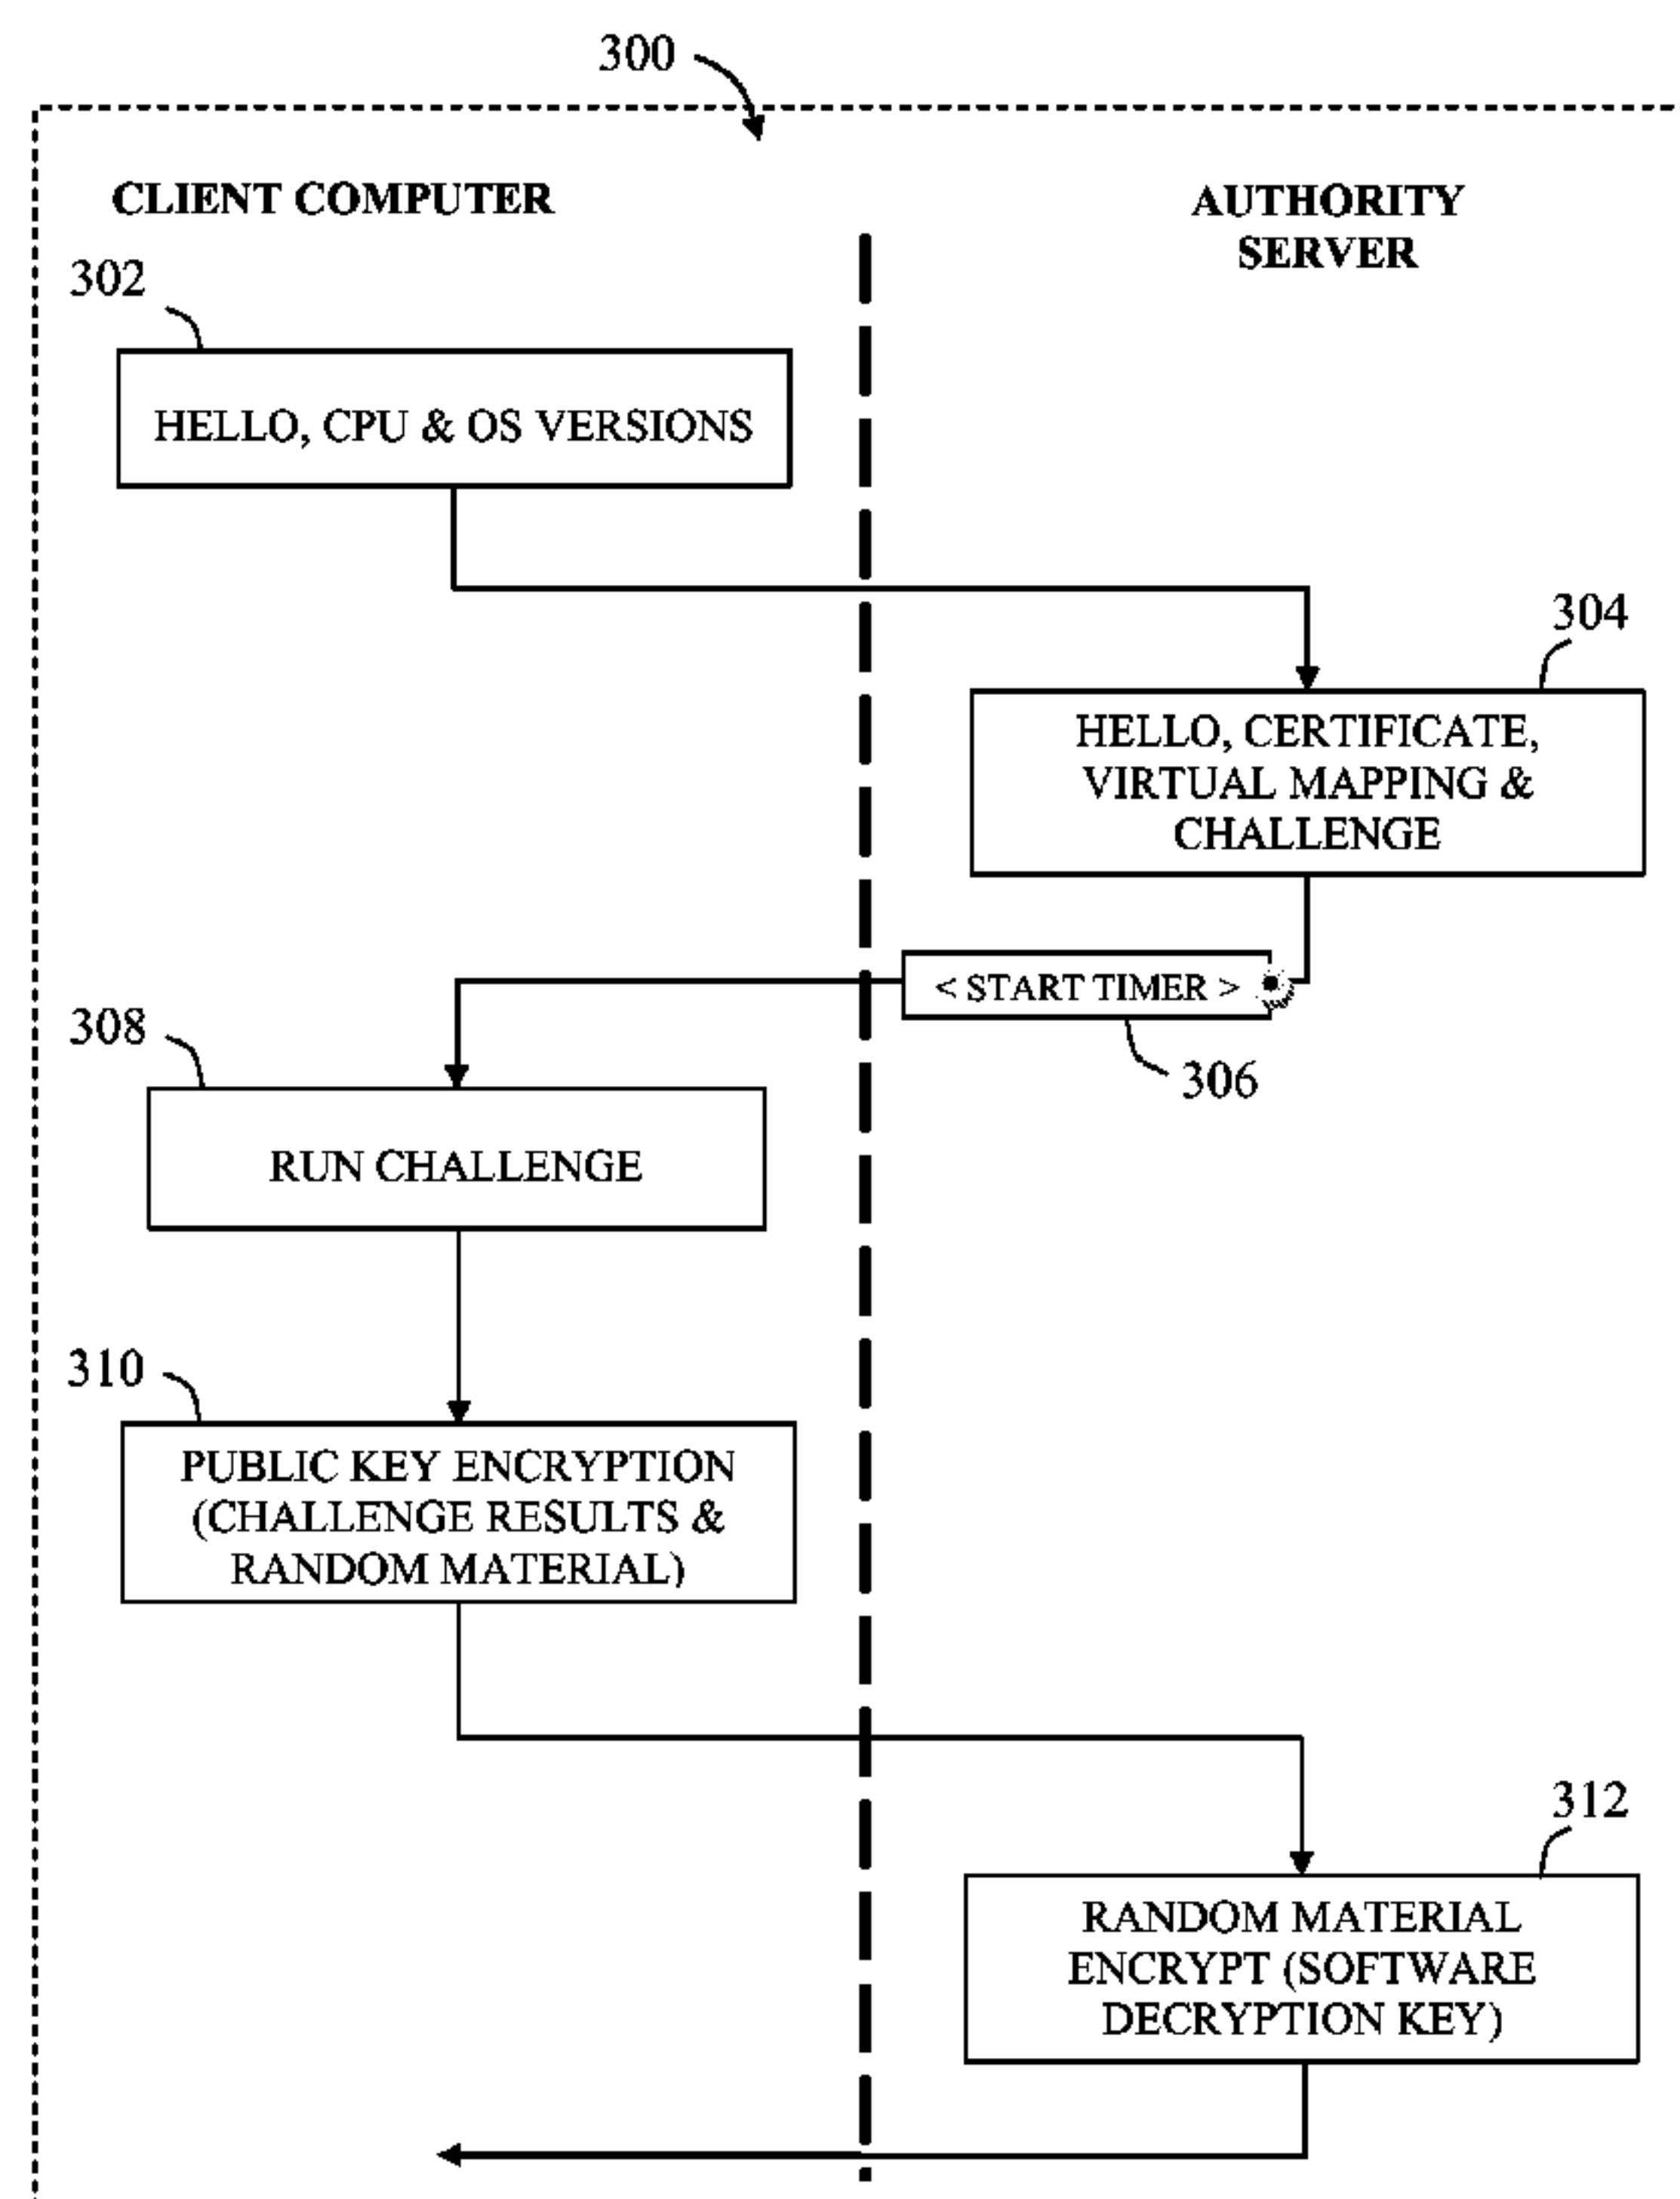 300
CLIENT COMPUTER
AUTHORITY
SERVER
302
HELLO, CPU & OS VERSIONS
304
HELLO, CERTIFICATE,
VIRTUAL MAPPING &
CHALLENGE
< START TIMER >
306
308
RUN CHALLENGE
310
PUBLIC KEY ENCRYPTION
(CHALLENGE RESULTS &
RANDOM MATERIAL)
312
RANDOM MATERIAL
ENCRYPT (SOFTWARE
DECRYPTION KEY)